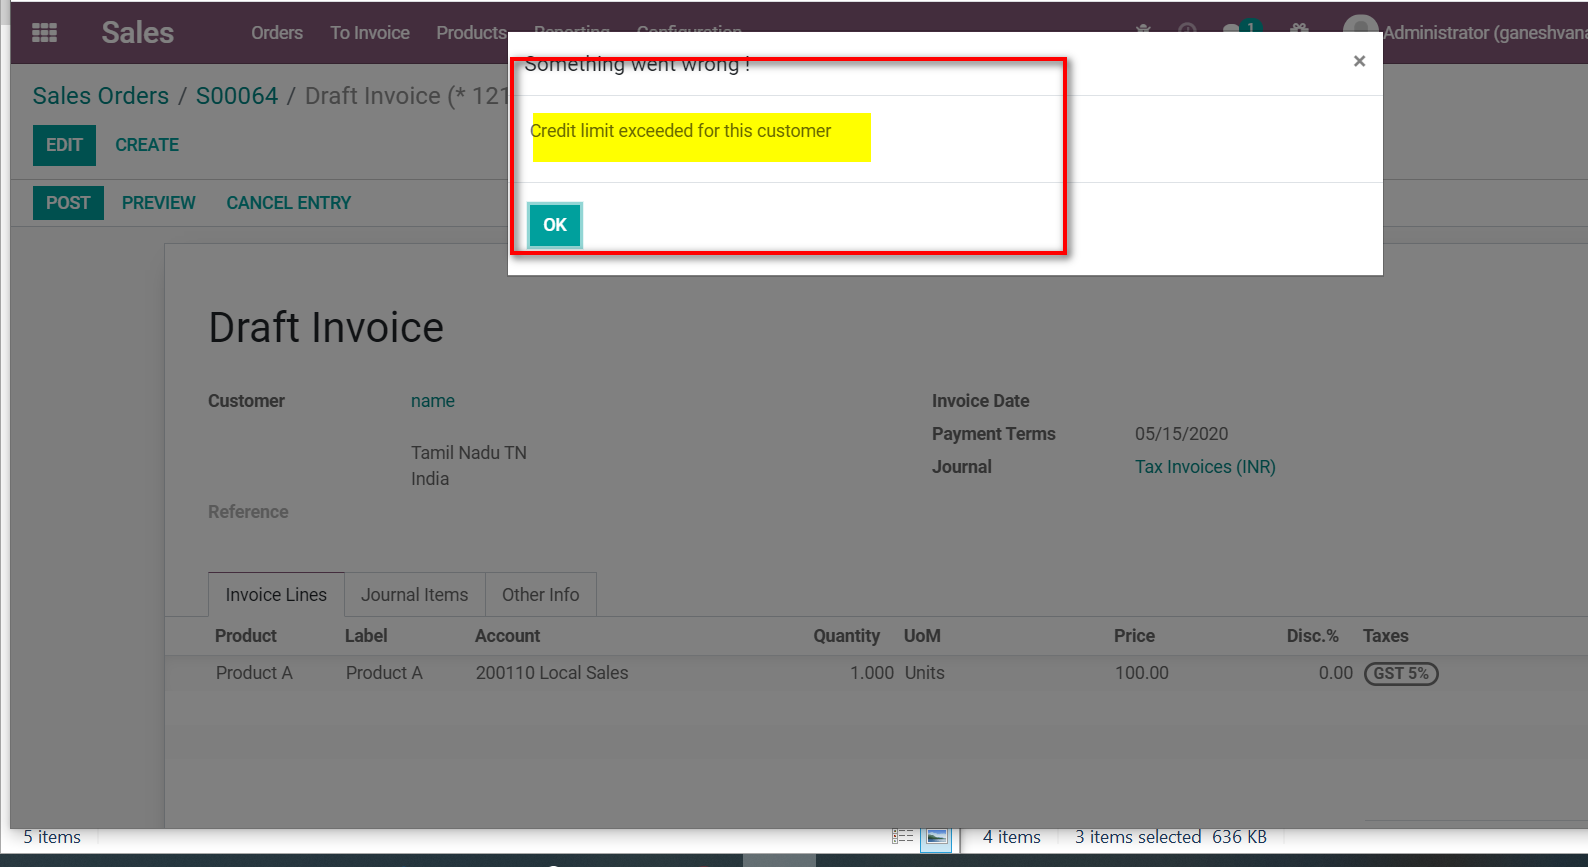 Sales Orders To Invoice Products Reporting Configuration 1 Administrator (ganeshvana
Something went wrong !
×
Sales Orders / S00064 / Draft Invoice (* 121
Credit limit exceeded for this customer
EDIT CREATE
POST PREVIEW CANCEL ENTRY
OK
Draft Invoice
Customer name
Tamil Nadu TN
India
Reference
Invoice Date
Payment Terms 05/15/2020
Journal Tax Invoices (INR)
Invoice Lines Journal Items Other Info
Product Label Account Quantity UoM Price Disc.% Taxes
Product A Product A 200110 Local Sales 1.000 Units 100.00 0.00 GST 5%
5 items 4 items 3 items selected 636 KB